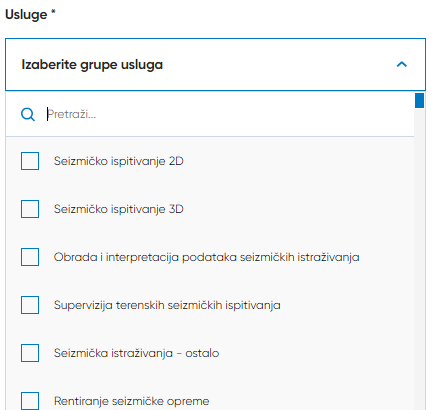 Usluge *
Izaberite grupe usluga
Pretraži...
Seizmičko ispitivanje 2D
Seizmičko ispitivanje 3D
Obrada i interpretacija podataka seizmičkih istraživanja
Supervizija terenskih seizmičkih ispitivanja
Seizmička istraživanja - ostalo
Rentiranje seizmičke opreme